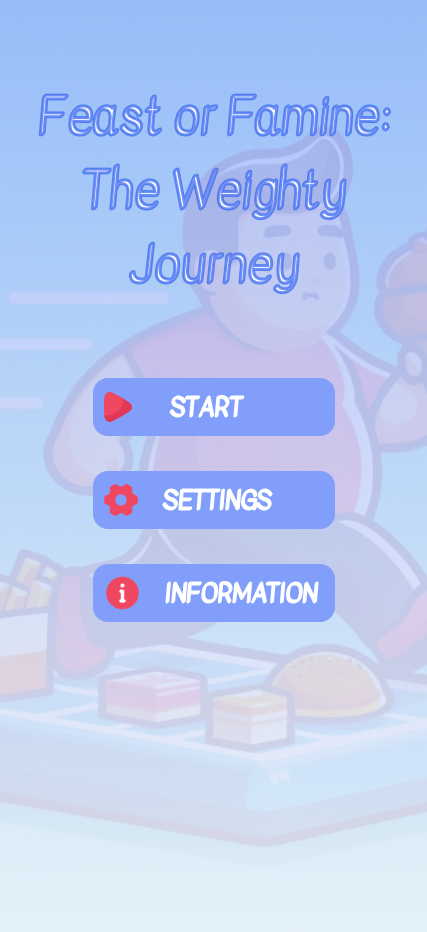 Feast or Famine:
The Weighty
Journey
START
SETTINGS
INFORMATION